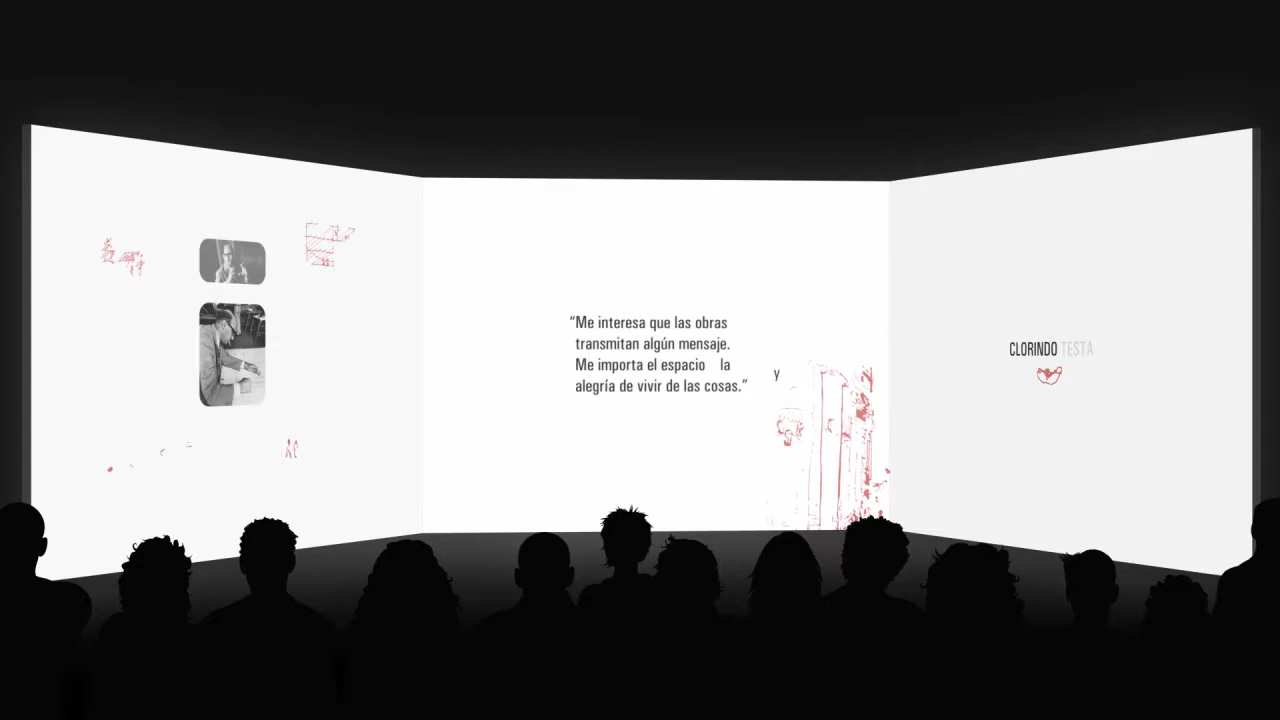 “Me interesa que las obras
transmitan algún mensaje.
Me importa el espacio la
alegría de vivir de las cosas.”
y
CLORINDO TESTA